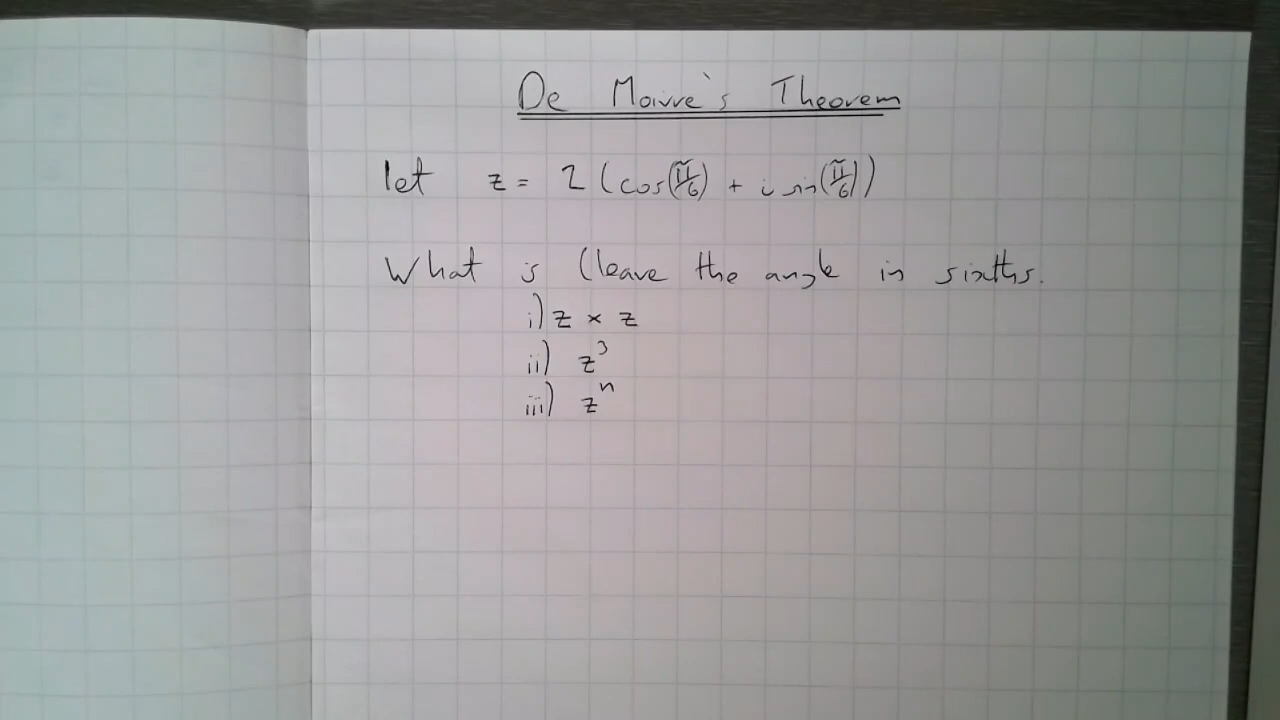 De Moivre's Theorem
let z = 2 (cos(π/6) + i sin(π/6))
What is (leave the angle in sixths.
i) z × z
ii) z³
iii) zⁿ